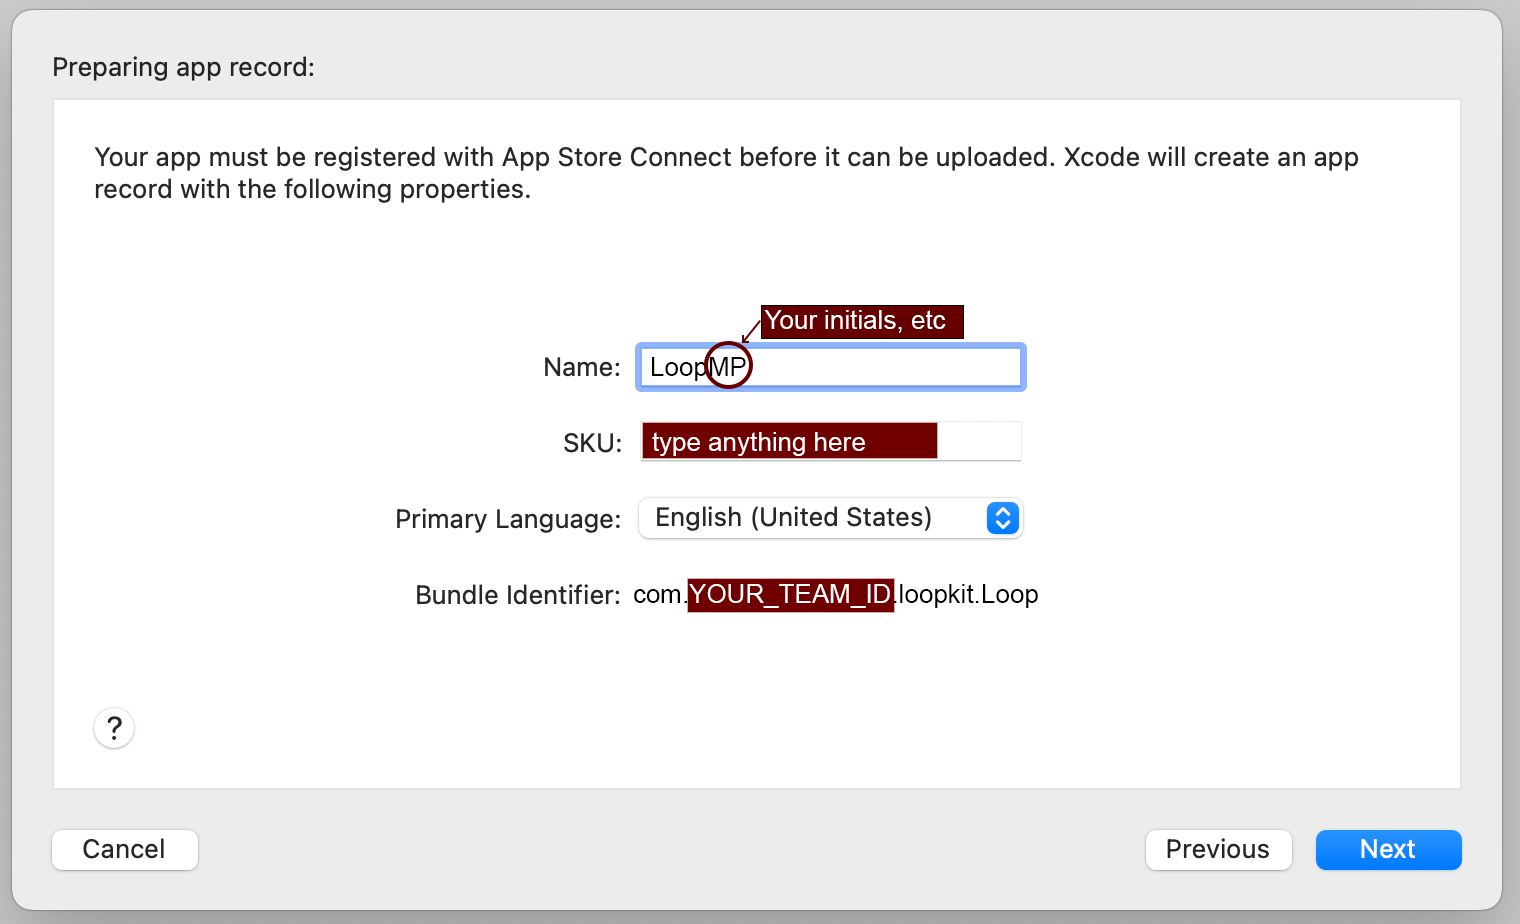 Preparing app record:
Your app must be registered with App Store Connect before it can be uploaded. Xcode will create an app
record with the following properties.
Your initials, etc
Name: LoopMP
SKU: type anything here
Primary Language: English (United States)
Bundle Identifier: com.YOUR_TEAM_ID.loopkit.Loop
?
Cancel Previous Next